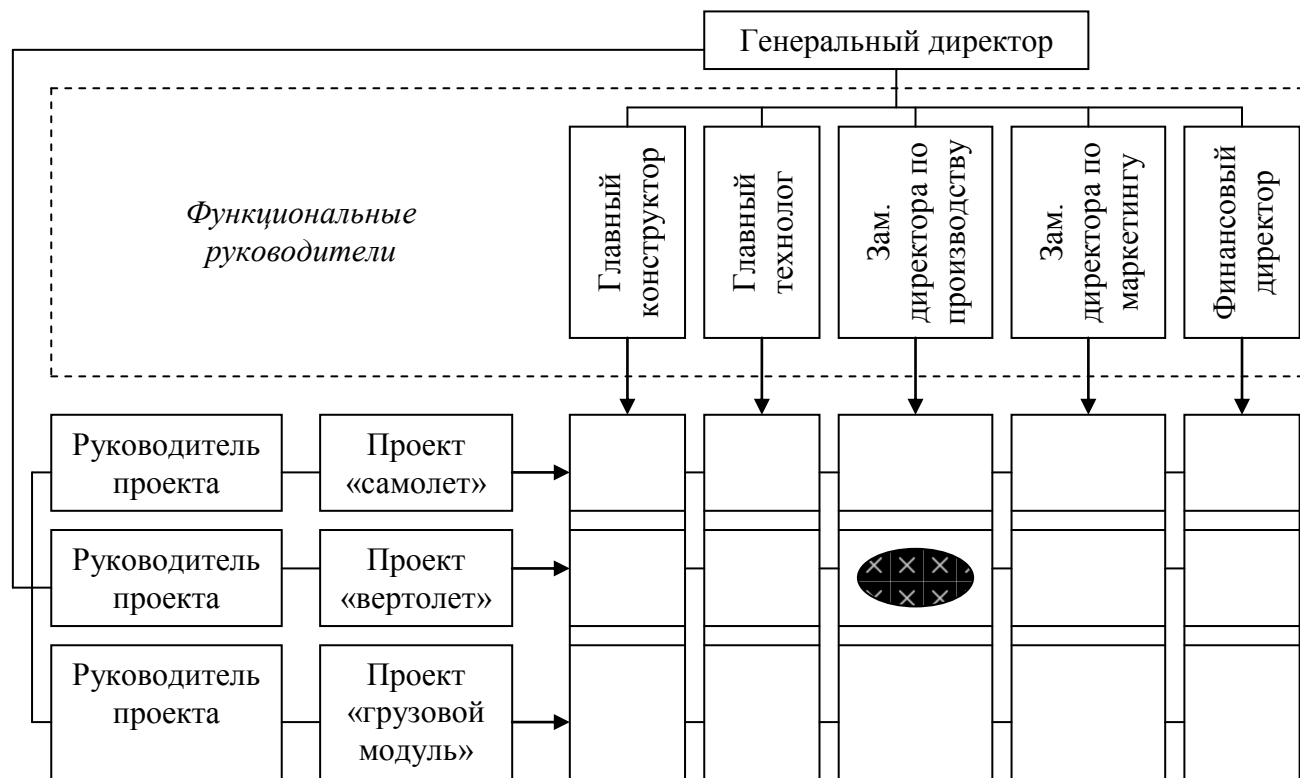 Генеральный директор
Функциональные
руководители
Главный
конструктор
Главный
технолог
Зам.
директора по
производству
Зам.
директора по
маркетингу
Финансовый
директор
Руководитель
проекта
Проект
«самолет»
Руководитель
проекта
Проект
«вертолет»
Руководитель
проекта
Проект
«грузовой
модуль»